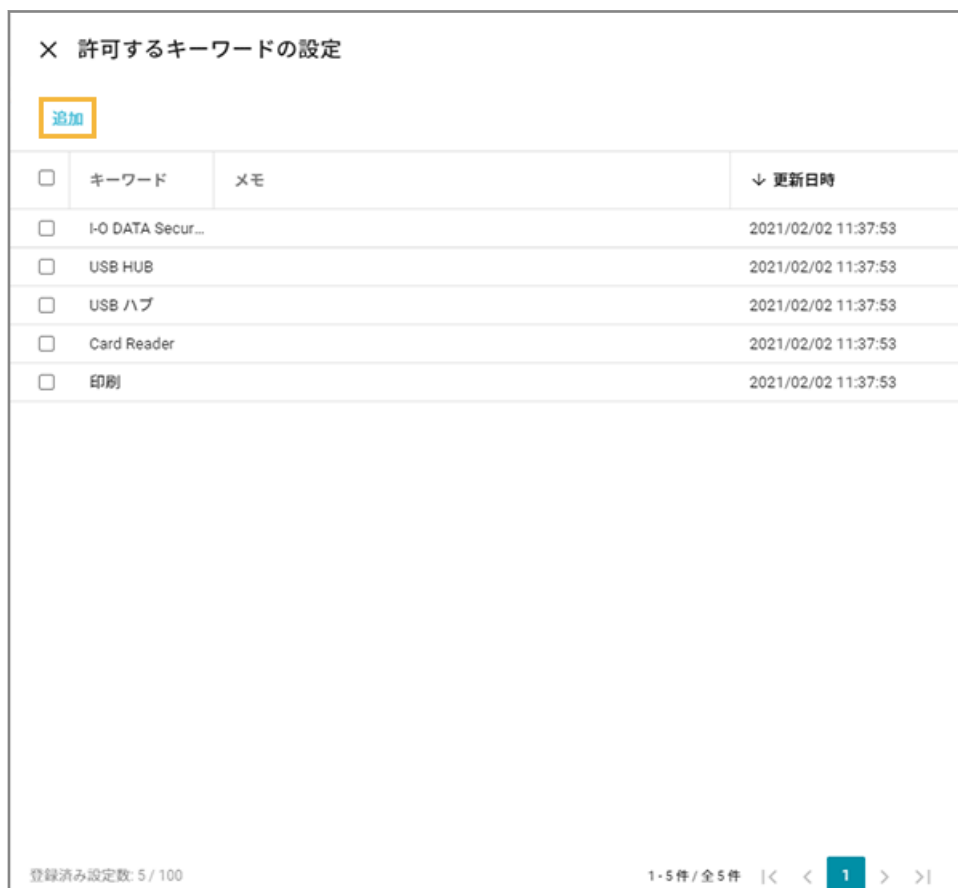 × 許可するキーワードの設定
追加
キーワード メモ ↓ 更新日時
I-O DATA Secur... 2021/02/02 11:37:53
USB HUB 2021/02/02 11:37:53
USB ハブ 2021/02/02 11:37:53
Card Reader 2021/02/02 11:37:53
印刷 2021/02/02 11:37:53
登録済み設定数: 5 / 100 1 - 5 件 / 全 5 件 |< < 1 > >|